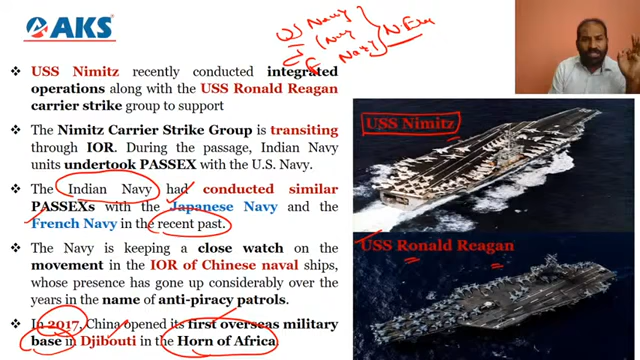 AKS
US Navy
J Navy
F Navy
USS Nimitz recently conducted integrated
operations along with the USS Ronald Reagan
carrier strike group to support
The Nimitz Carrier Strike Group is transiting
through IOR. During the passage, Indian Navy
units undertook PASSEX with the U.S. Navy.
The Indian Navy had conducted similar
PASSEXs with the Japanese Navy and the
French Navy in the recent past.
The Navy is keeping a close watch on the
movement in the IOR of Chinese naval ships,
whose presence has gone up considerably over the
years in the name of anti-piracy patrols.
In 2017, China opened its first overseas military
base in Djibouti in the Horn of Africa
USS Nimitz
USS Ronald Reagan